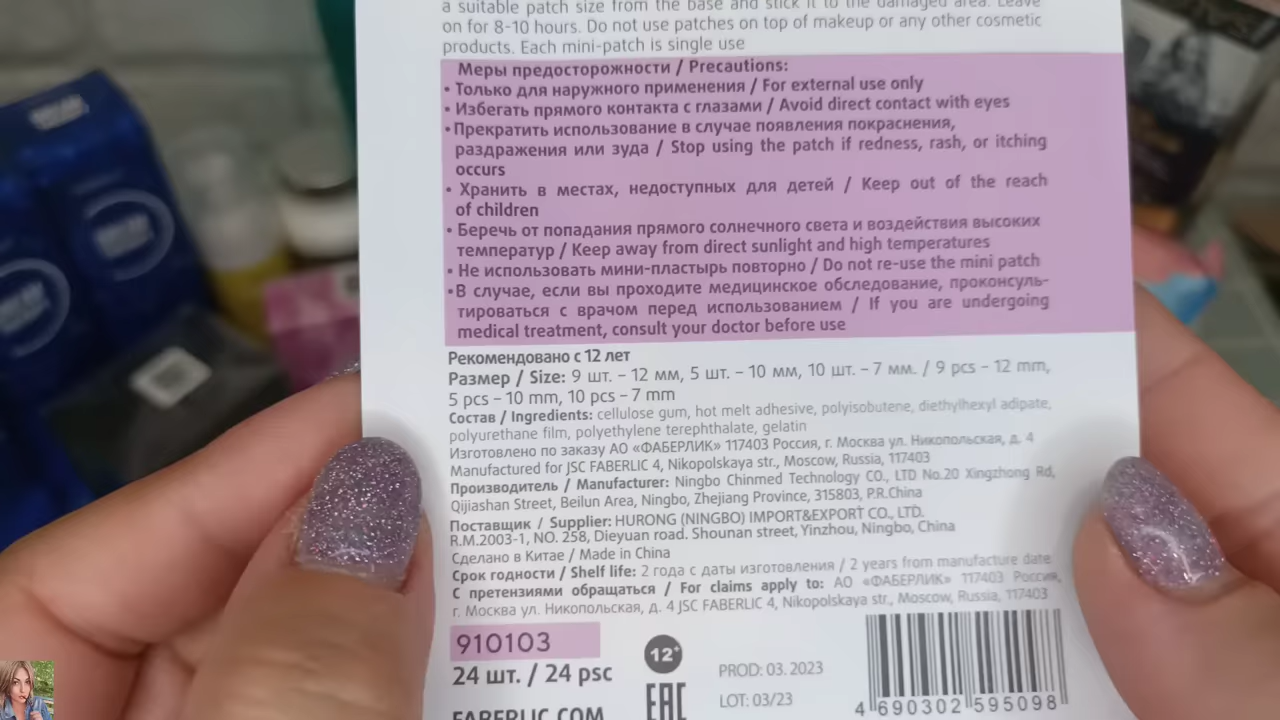 a suitable patch size from the base and stick it to the damaged area. Leave
on for 8-10 hours. Do not use patches on top of makeup or any other cosmetic
products. Each mini-patch is single use
Меры предосторожности / Precautions:
• Только для наружного применения / For external use only
• Избегать прямого контакта с глазами / Avoid direct contact with eyes
• Прекратить использование в случае появления покраснения,
раздражения или зуда / Stop using the patch if redness, rash, or itching
occurs
• Хранить в местах, недоступных для детей / Keep out of the reach
of children
• Беречь от попадания прямого солнечного света и воздействия высоких
температур / Keep away from direct sunlight and high temperatures
• Не использовать мини-пластырь повторно / Do not re-use the mini patch
• В случае, если вы проходите медицинское обследование, проконсуль-
тироваться с врачом перед использованием / If you are undergoing
medical treatment, consult your doctor before use
Рекомендовано с 12 лет
Размер / Size: 9 шт. – 12 мм, 5 шт. – 10 мм, 10 шт. – 7 мм. / 9 pcs – 12 mm,
5 pcs – 10 mm, 10 pcs – 7 mm
Состав / Ingredients: cellulose gum, hot melt adhesive, polyisobutene, diethylhexyl adipate,
polyurethane film, polyethylene terephthalate, gelatin
Изготовлено по заказу АО «ФАБЕРЛИК» 117403 Россия, г. Москва ул. Никопольская, д. 4
Manufactured for JSC FABERLIC 4, Nikopolskaya str., Moscow, Russia, 117403
Производитель / Manufacturer: Ningbo Chinmed Technology CO., LTD No.20 Xingzhong Rd,
Qijiashan Street, Beilun Area, Ningbo, Zhejiang Province, 315803, P.R.China
Поставщик / Supplier: HURONG (NINGBO) IMPORT&EXPORT CO., LTD.
R.M.2003-1, NO. 258, Dieyuan road. Shounan street, Yinzhou, Ningbo, China
Сделано в Китае / Made in China
Срок годности / Shelf life: 2 года с даты изготовления / 2 years from manufacture date
С претензиями обращаться / For claims apply to: АО «ФАБЕРЛИК» 117403 Россия,
г. Москва ул. Никопольская, д. 4 JSC FABERLIC 4, Nikopolskaya str., Moscow, Russia, 117403
910103
24 шт. / 24 psc
12+
PROD: 03. 2023
LOT: 03/23
EAC
4 690302 595098
FABERLIC.COM